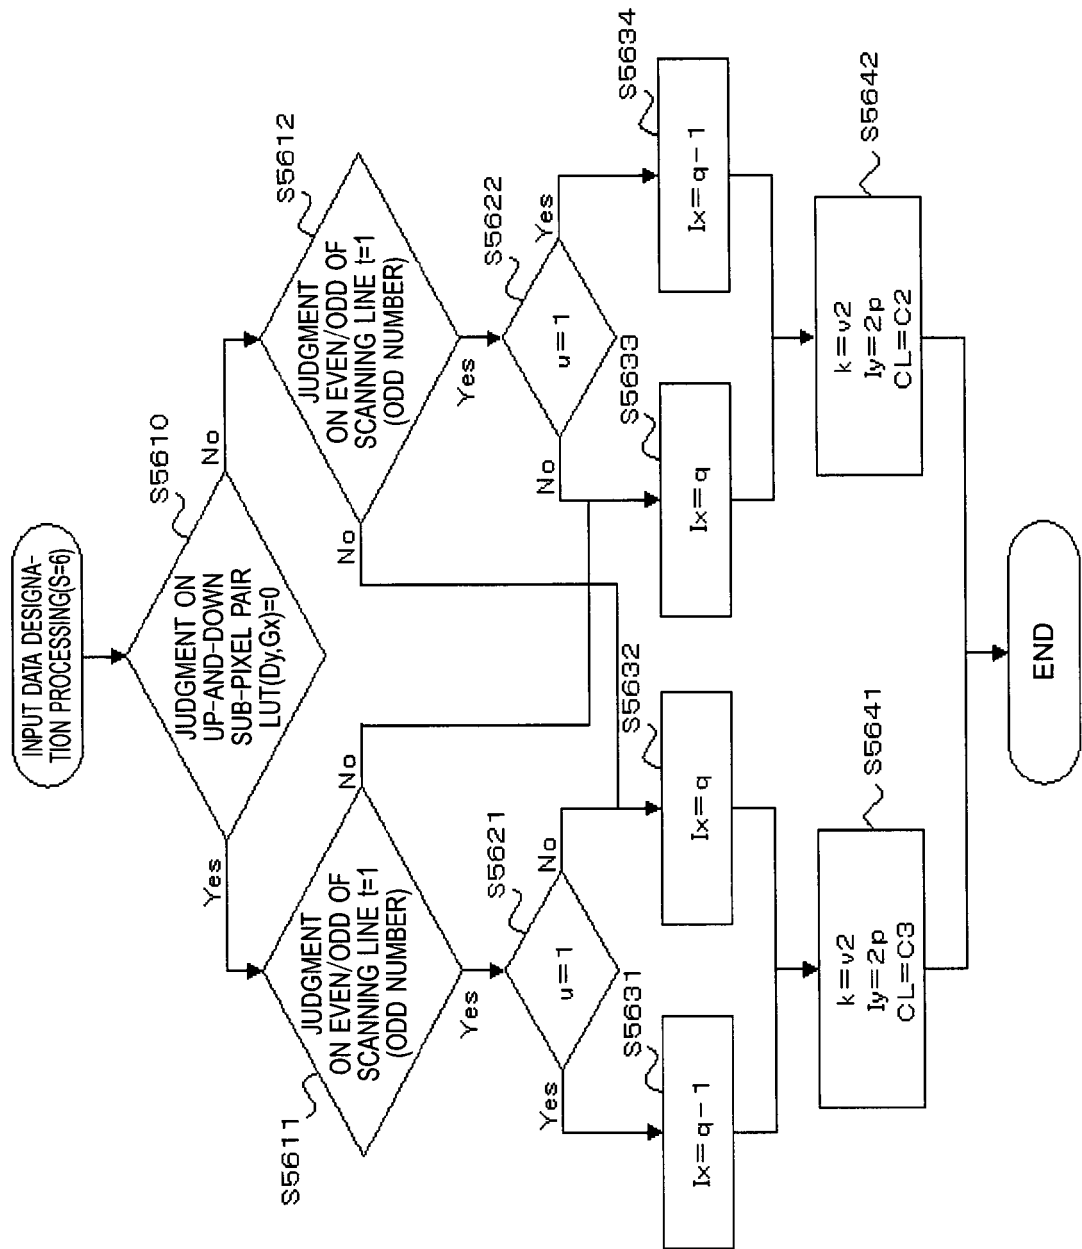 INPUT DATA DESIGNA-
TION PROCESSING(S=6)
S5610
JUDGMENT ON
UP-AND-DOWN
SUB-PIXEL PAIR
LUT(Dy,Gx)=0
Yes
No
S5611
JUDGMENT
ON EVEN/ODD OF
SCANNING LINE t=1
(ODD NUMBER)
No
Yes
S5612
JUDGMENT
ON EVEN/ODD OF
SCANNING LINE t=1
(ODD NUMBER)
No
Yes
S5621
u=1
Yes
No
S5622
u=1
No
Yes
S5631
Ix=q-1
S5632
Ix=q
S5633
Ix=q
S5634
Ix=q-1
S5641
k=v2
Iy=2p
CL=C3
S5642
k=v2
Iy=2p
CL=C2
END